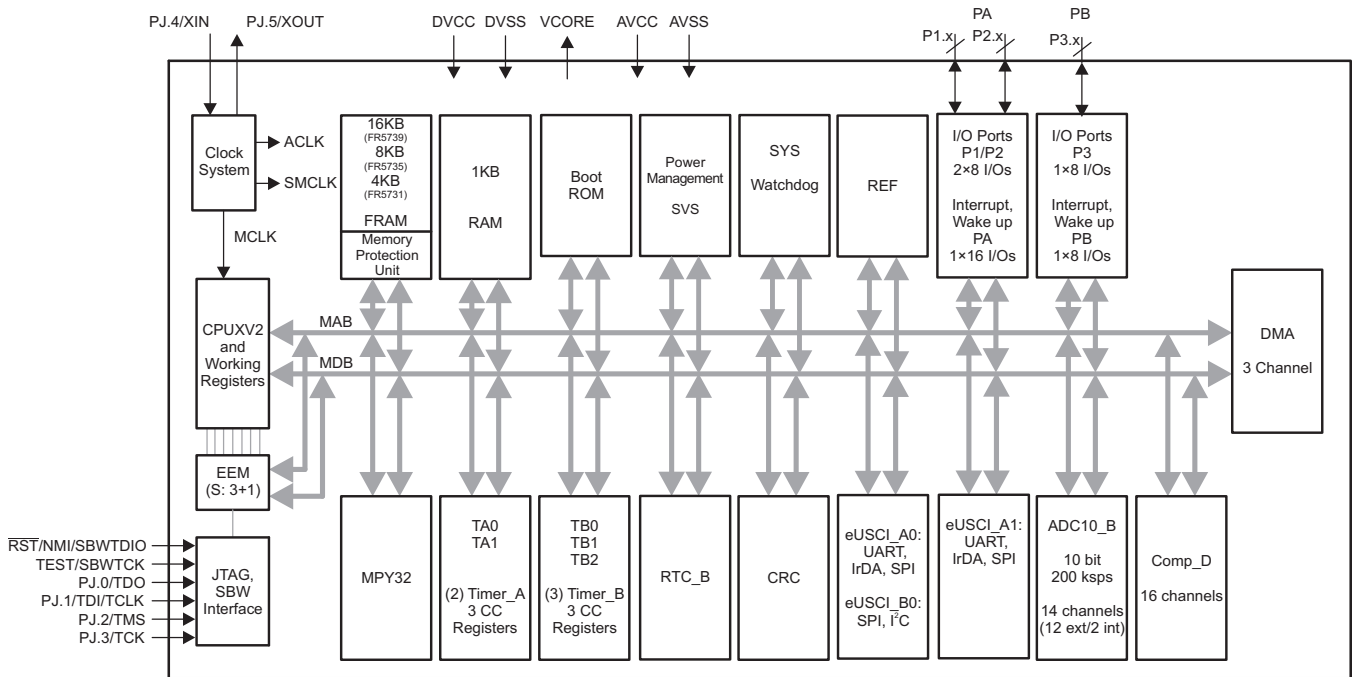 PJ.4/XIN
PJ.5/XOUT
DVCC
DVSS
VCORE
AVCC
AVSS
PA
P1.x
P2.x
PB
P3.x
Clock
System
ACLK
SMCLK
MCLK
16KB
(FR5739)
8KB
(FR5735)
4KB
(FR5731)
FRAM
Memory
Protection
Unit
1KB
RAM
Boot
ROM
Power
Management
SVS
SYS
Watchdog
REF
I/O Ports
P1/P2
2×8 I/Os
Interrupt,
Wake up
PA
1×16 I/Os
I/O Ports
P3
1×8 I/Os
Interrupt,
Wake up
PB
1×8 I/Os
CPUXV2
and
Working
Registers
MAB
MDB
DMA
3 Channel
EEM
(S: 3+1)
RST/NMI/SBWTDIO
TEST/SBWTCK
PJ.0/TDO
PJ.1/TDI/TCLK
PJ.2/TMS
PJ.3/TCK
JTAG,
SBW
Interface
MPY32
TA0
TA1
(2) Timer_A
3 CC
Registers
TB0
TB1
TB2
(3) Timer_B
3 CC
Registers
RTC_B
CRC
eUSCI_A0:
UART,
IrDA, SPI
eUSCI_B0:
SPI, I²C
eUSCI_A1:
UART,
IrDA, SPI
ADC10_B
10 bit
200 ksps
14 channels
(12 ext/2 int)
Comp_D
16 channels